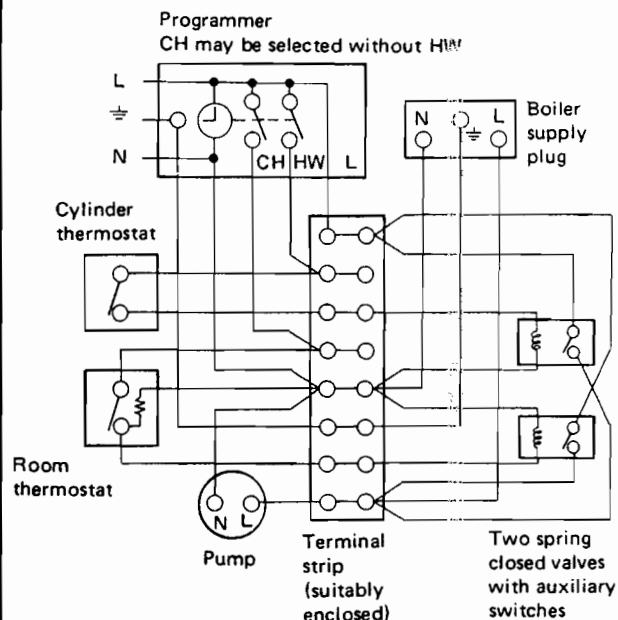 Programmer
CH may be selected without HW
L
N
CH HW L
N L
Boiler
supply
plug
Cylinder
thermostat
Room
thermostat
N L
Pump
Terminal
strip
(suitably
enclosed)
Two spring
closed valves
with auxiliary
switches